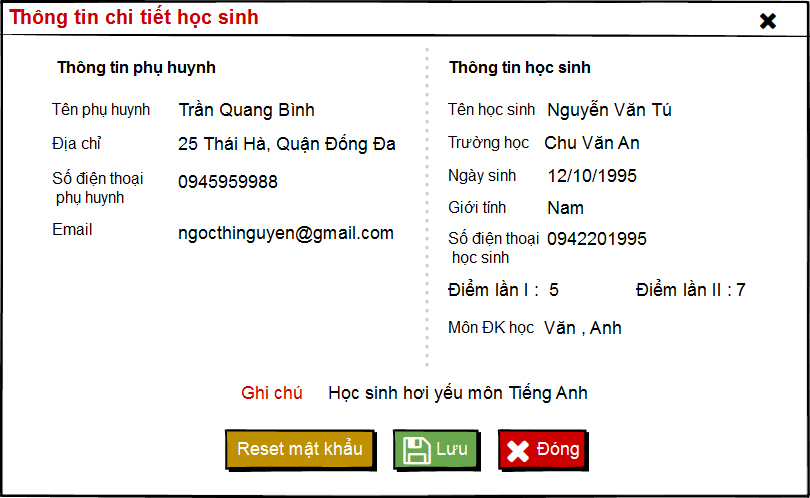 Thông tin chi tiết học sinh
Thông tin phụ huynh
Tên phụ huynh Trần Quang Bình
Địa chỉ 25 Thái Hà, Quận Đống Đa
Số điện thoại phụ huynh 0945959988
Email ngocthinguyen@gmail.com
Thông tin học sinh
Tên học sinh Nguyễn Văn Tú
Trường học Chu Văn An
Ngày sinh 12/10/1995
Giới tính Nam
Số điện thoại học sinh 0942201995
Điểm lần I : 5 Điểm lần II : 7
Môn ĐK học Văn , Anh
Ghi chú Học sinh hơi yếu môn Tiếng Anh
Reset mật khẩu Lưu Đóng